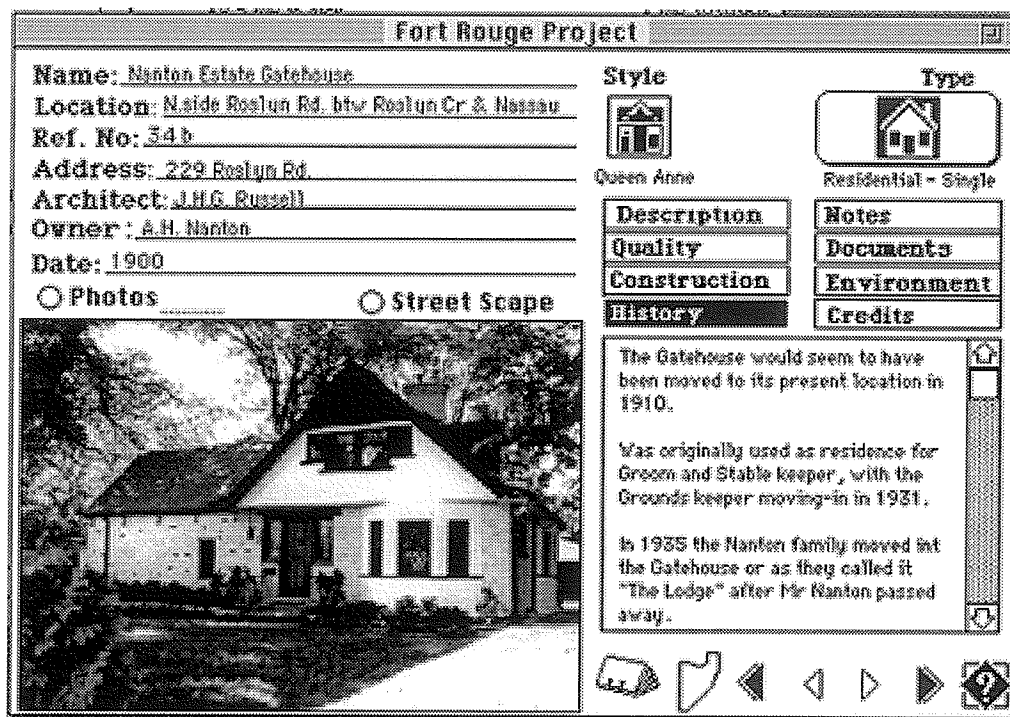 Fort Rouge Project
Name: Nanton Estate Gatehouse
Location: N.side Roslyn Rd. btw Roslyn Cr & Nassau
Ref. No: 34b
Address: 229 Roslyn Rd.
Architect: J.H.G. Russell
Owner: A.H. Nanton
Date: 1900
Photos
Street Scape
Style
Type
Queen Anne
Residential - Single
Description
Notes
Quality
Documents
Construction
Environment
History
Credits
The Gatehouse would seem to have
been moved to its present location in
1910.
Was originally used as residence for
Groom and Stable keeper, with the
Grounds keeper moving-in in 1931.
In 1935 the Nanton family moved int
the Gatehouse or as they called it
"The Lodge" after Mr Nanton passed
away.
?